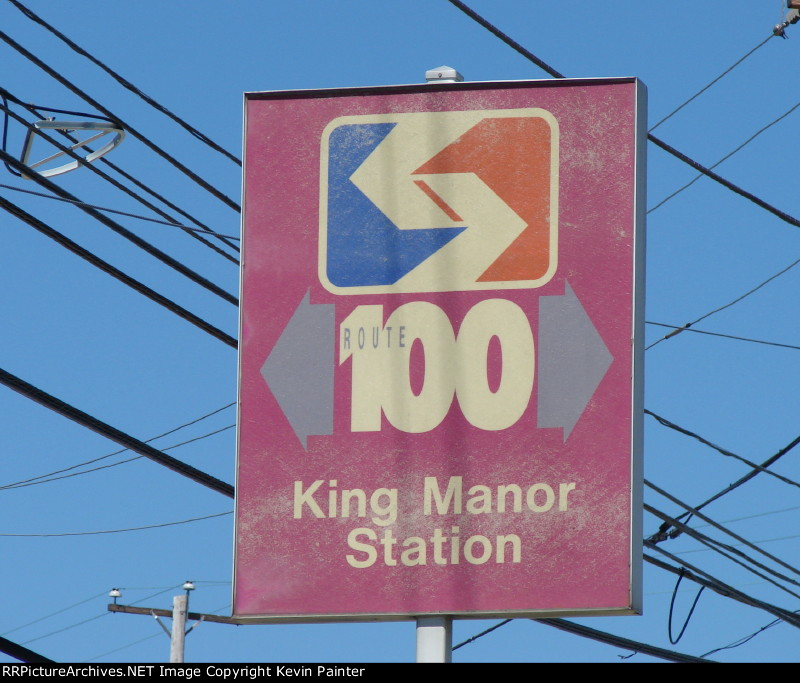 ROUTE
100
King Manor
Station
RRPictureArchives.NET Image Copyright Kevin Painter